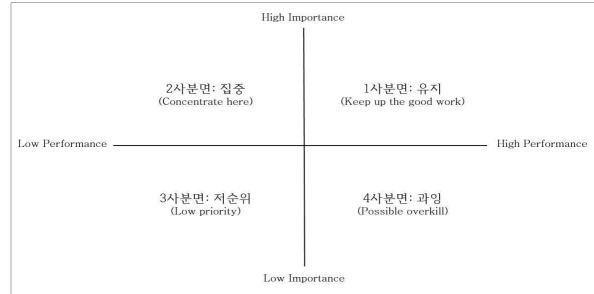 High Importance
2사분면: 집중
(Concentrate here)
1사분면: 유지
(Keep up the good work)
Low Performance
High Performance
3사분면: 저순위
(Low priority)
4사분면: 과잉
(Possible overkill)
Low Importance